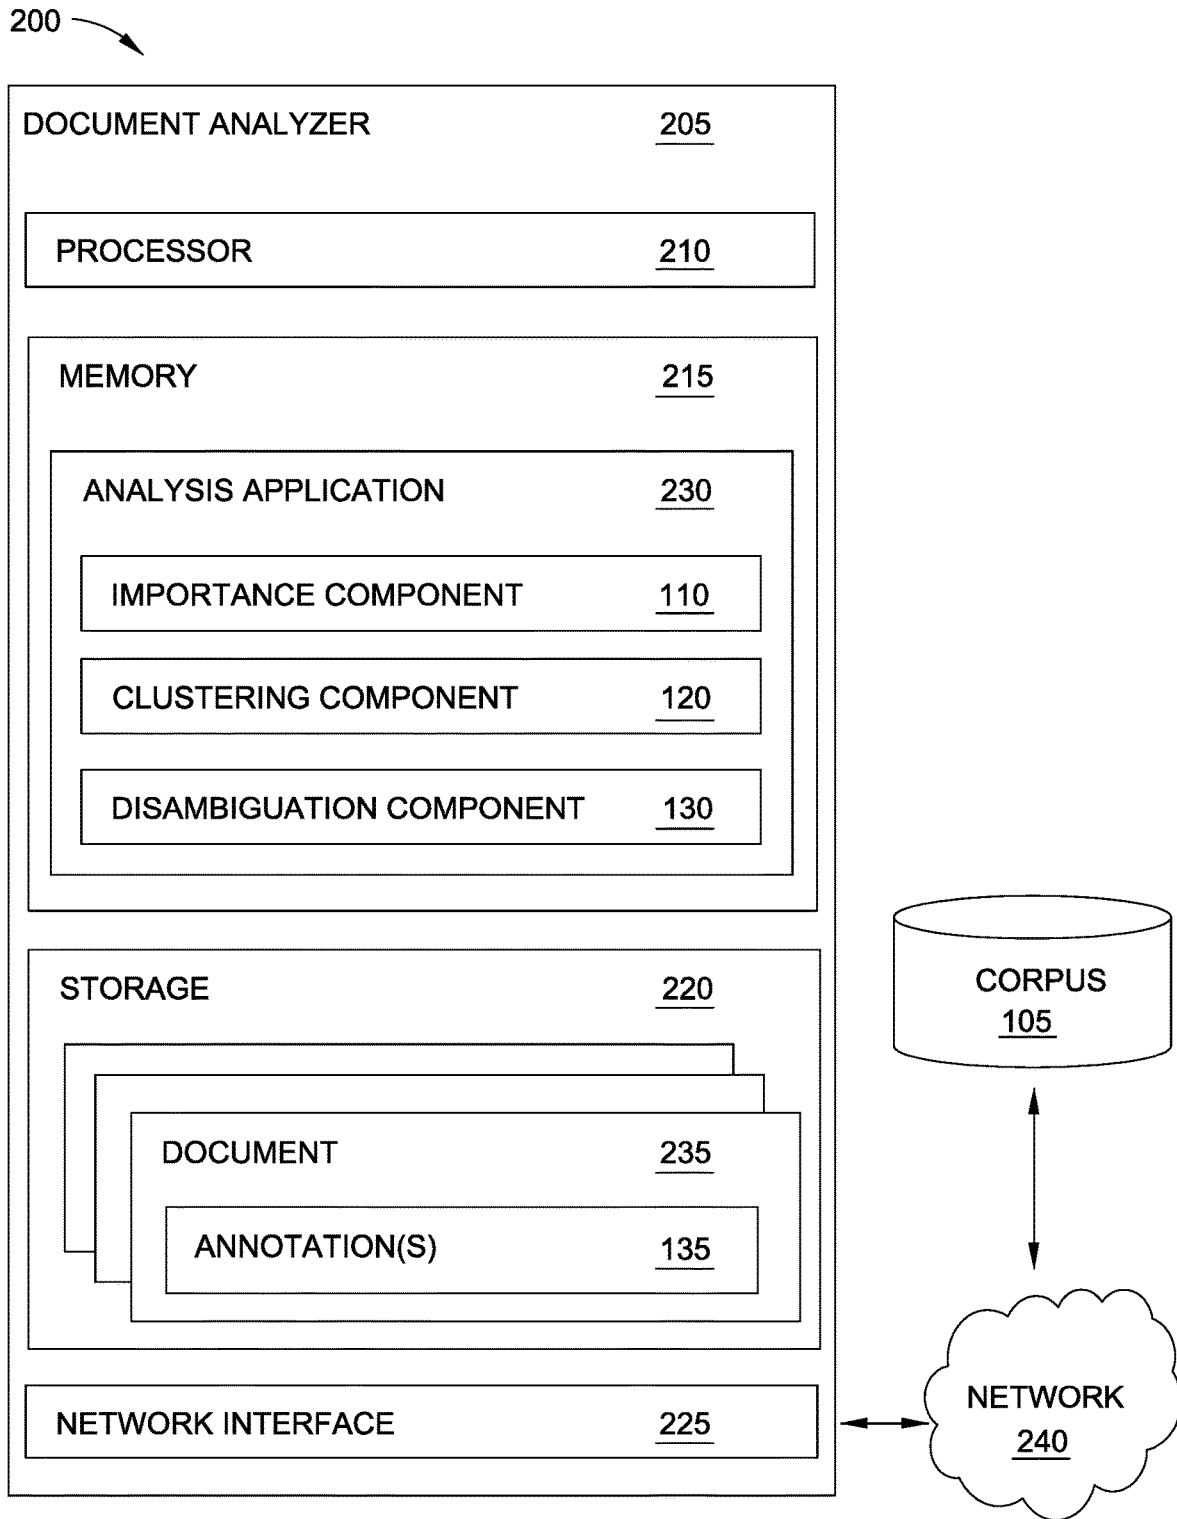 200
DOCUMENT ANALYZER 205
PROCESSOR 210
MEMORY 215
ANALYSIS APPLICATION 230
IMPORTANCE COMPONENT 110
CLUSTERING COMPONENT 120
DISAMBIGUATION COMPONENT 130
STORAGE 220
DOCUMENT 235
ANNOTATION(S) 135
NETWORK INTERFACE 225
CORPUS
105
NETWORK
240